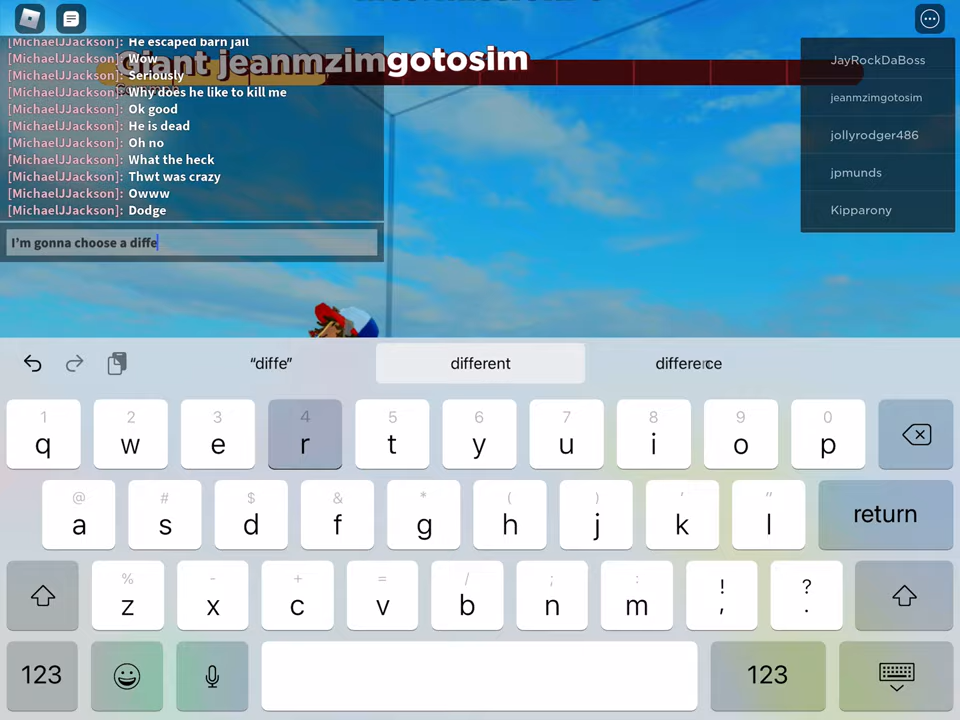 [MichaelJJackson]: He escaped barn jail
[MichaelJJackson]: Wow
[MichaelJJackson]: Seriously
[MichaelJJackson]: Why does he like to kill me
[MichaelJJackson]: Ok good
[MichaelJJackson]: He is dead
[MichaelJJackson]: Oh no
[MichaelJJackson]: What the heck
[MichaelJJackson]: Thwt was crazy
[MichaelJJackson]: Owww
[MichaelJJackson]: Dodge
I'm gonna choose a diffe
Giant jeanmzimgotosim
JayRockDaBoss
jeanmzimgotosim
jollyrodger486
jpmunds
Kipparony
“diffe” different difference
1 2 3 4 5 6 7 8 9 0
q w e r t y u i o p
@ # $ & * ( ) ' "
a s d f g h j k l return
% - + = / ; : ! ?
z x c v b n m , .
123 123